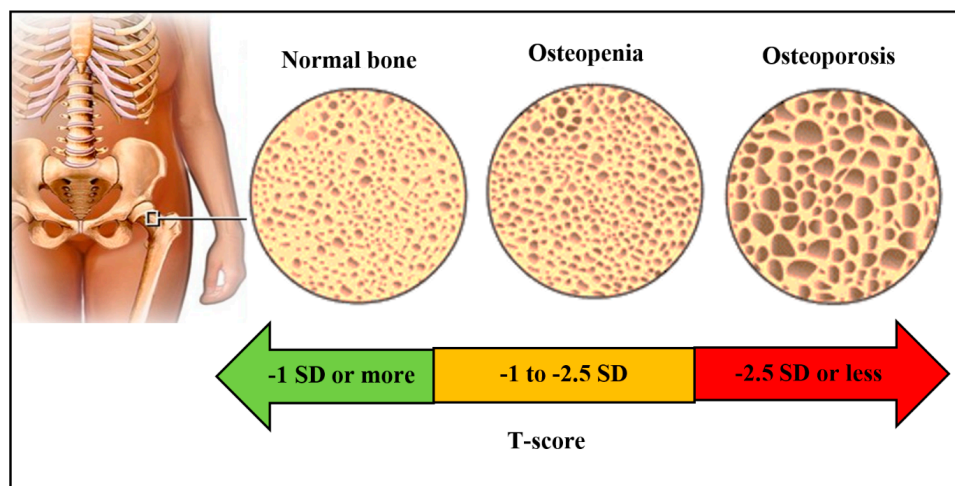 Normal bone
Osteopenia
Osteoporosis
-1 SD or more
-1 to -2.5 SD
-2.5 SD or less
T-score